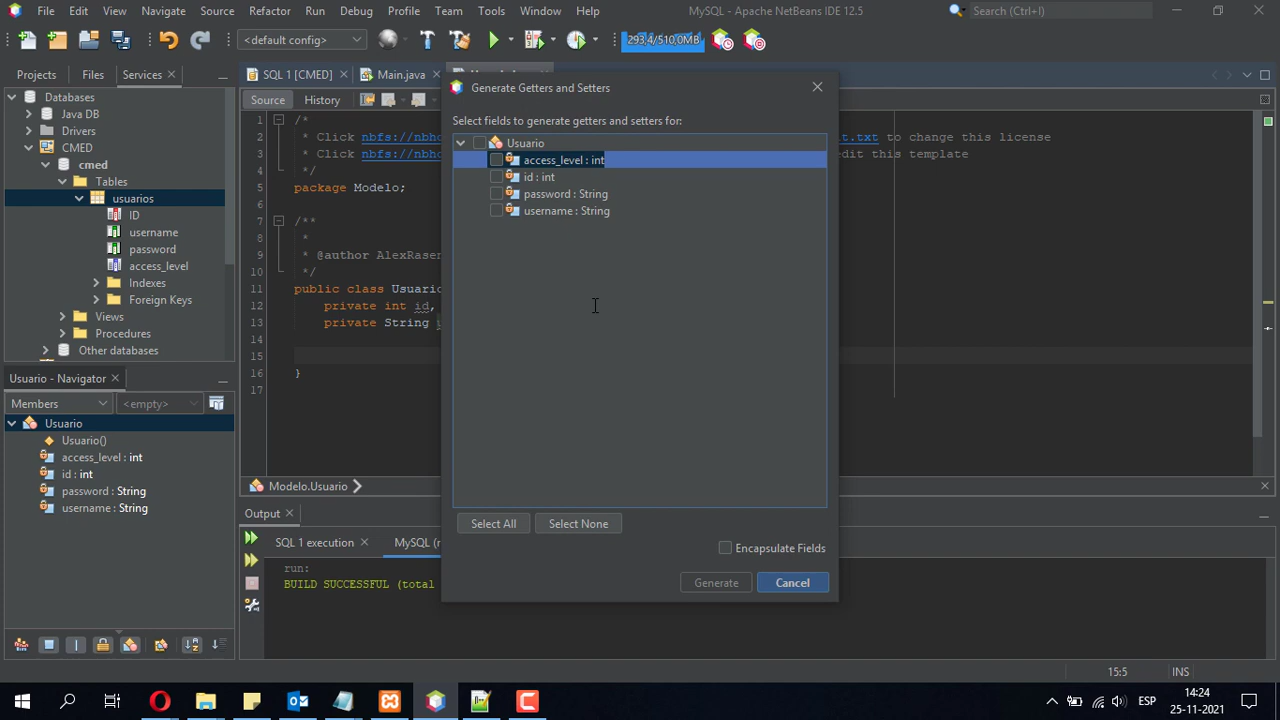 File Edit View Navigate Source Refactor Run Debug Profile Team Tools Window Help MySQL - Apache NetBeans IDE 12.5 Search (Ctrl+I)
<default config> 293,4/510,0MB
Projects Files Services SQL 1 [CMED] Main.java
Generate Getters and Setters
Source History
Select fields to generate getters and setters for:
Databases
Java DB
Drivers
CMED
cmed
Tables
usuarios
ID
username
password
access_level
Indexes
Foreign Keys
Views
Procedures
Other databases
1 /*
2 * Click nbfs://nbho t.txt to change this license
3 * Click nbfs://nbho edit this template
4 */
5 package Modelo;
6
7 /**
8 *
9 * @author AlexRasen
10 */
11 public class Usuario
12 private int id,
13 private String
14
15
16 }
17
Usuario
access_level : int
id : int
password : String
username : String
Select All Select None
Encapsulate Fields
Generate Cancel
Modelo.Usuario
Usuario - Navigator
Members <empty>
Usuario
Usuario()
access_level : int
id : int
password : String
username : String
Output
SQL 1 execution MySQL (r
run:
BUILD SUCCESSFUL (total
15:5 INS
ESP 14:24
25-11-2021